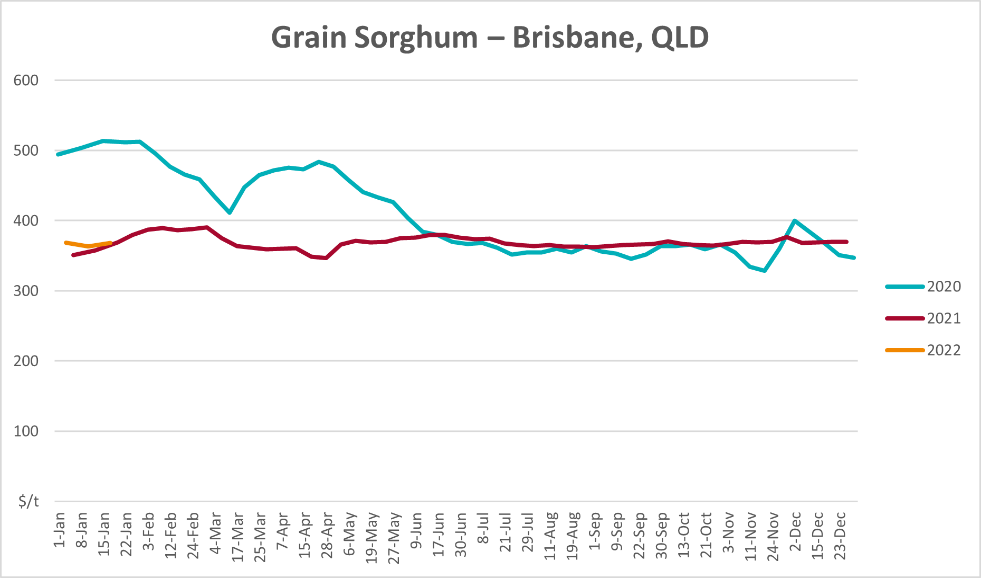 Grain Sorghum – Brisbane, QLD
600
500
400
300
200
100
$/t
1-Jan
8-Jan
15-Jan
22-Jan
3-Feb
12-Feb
24-Feb
4-Mar
17-Mar
25-Mar
7-Apr
15-Apr
28-Apr
6-May
19-May
27-May
9-Jun
17-Jun
30-Jun
8-Jul
21-Jul
29-Jul
11-Aug
19-Aug
1-Sep
9-Sep
22-Sep
30-Sep
13-Oct
21-Oct
3-Nov
11-Nov
24-Nov
2-Dec
15-Dec
23-Dec
2020
2021
2022